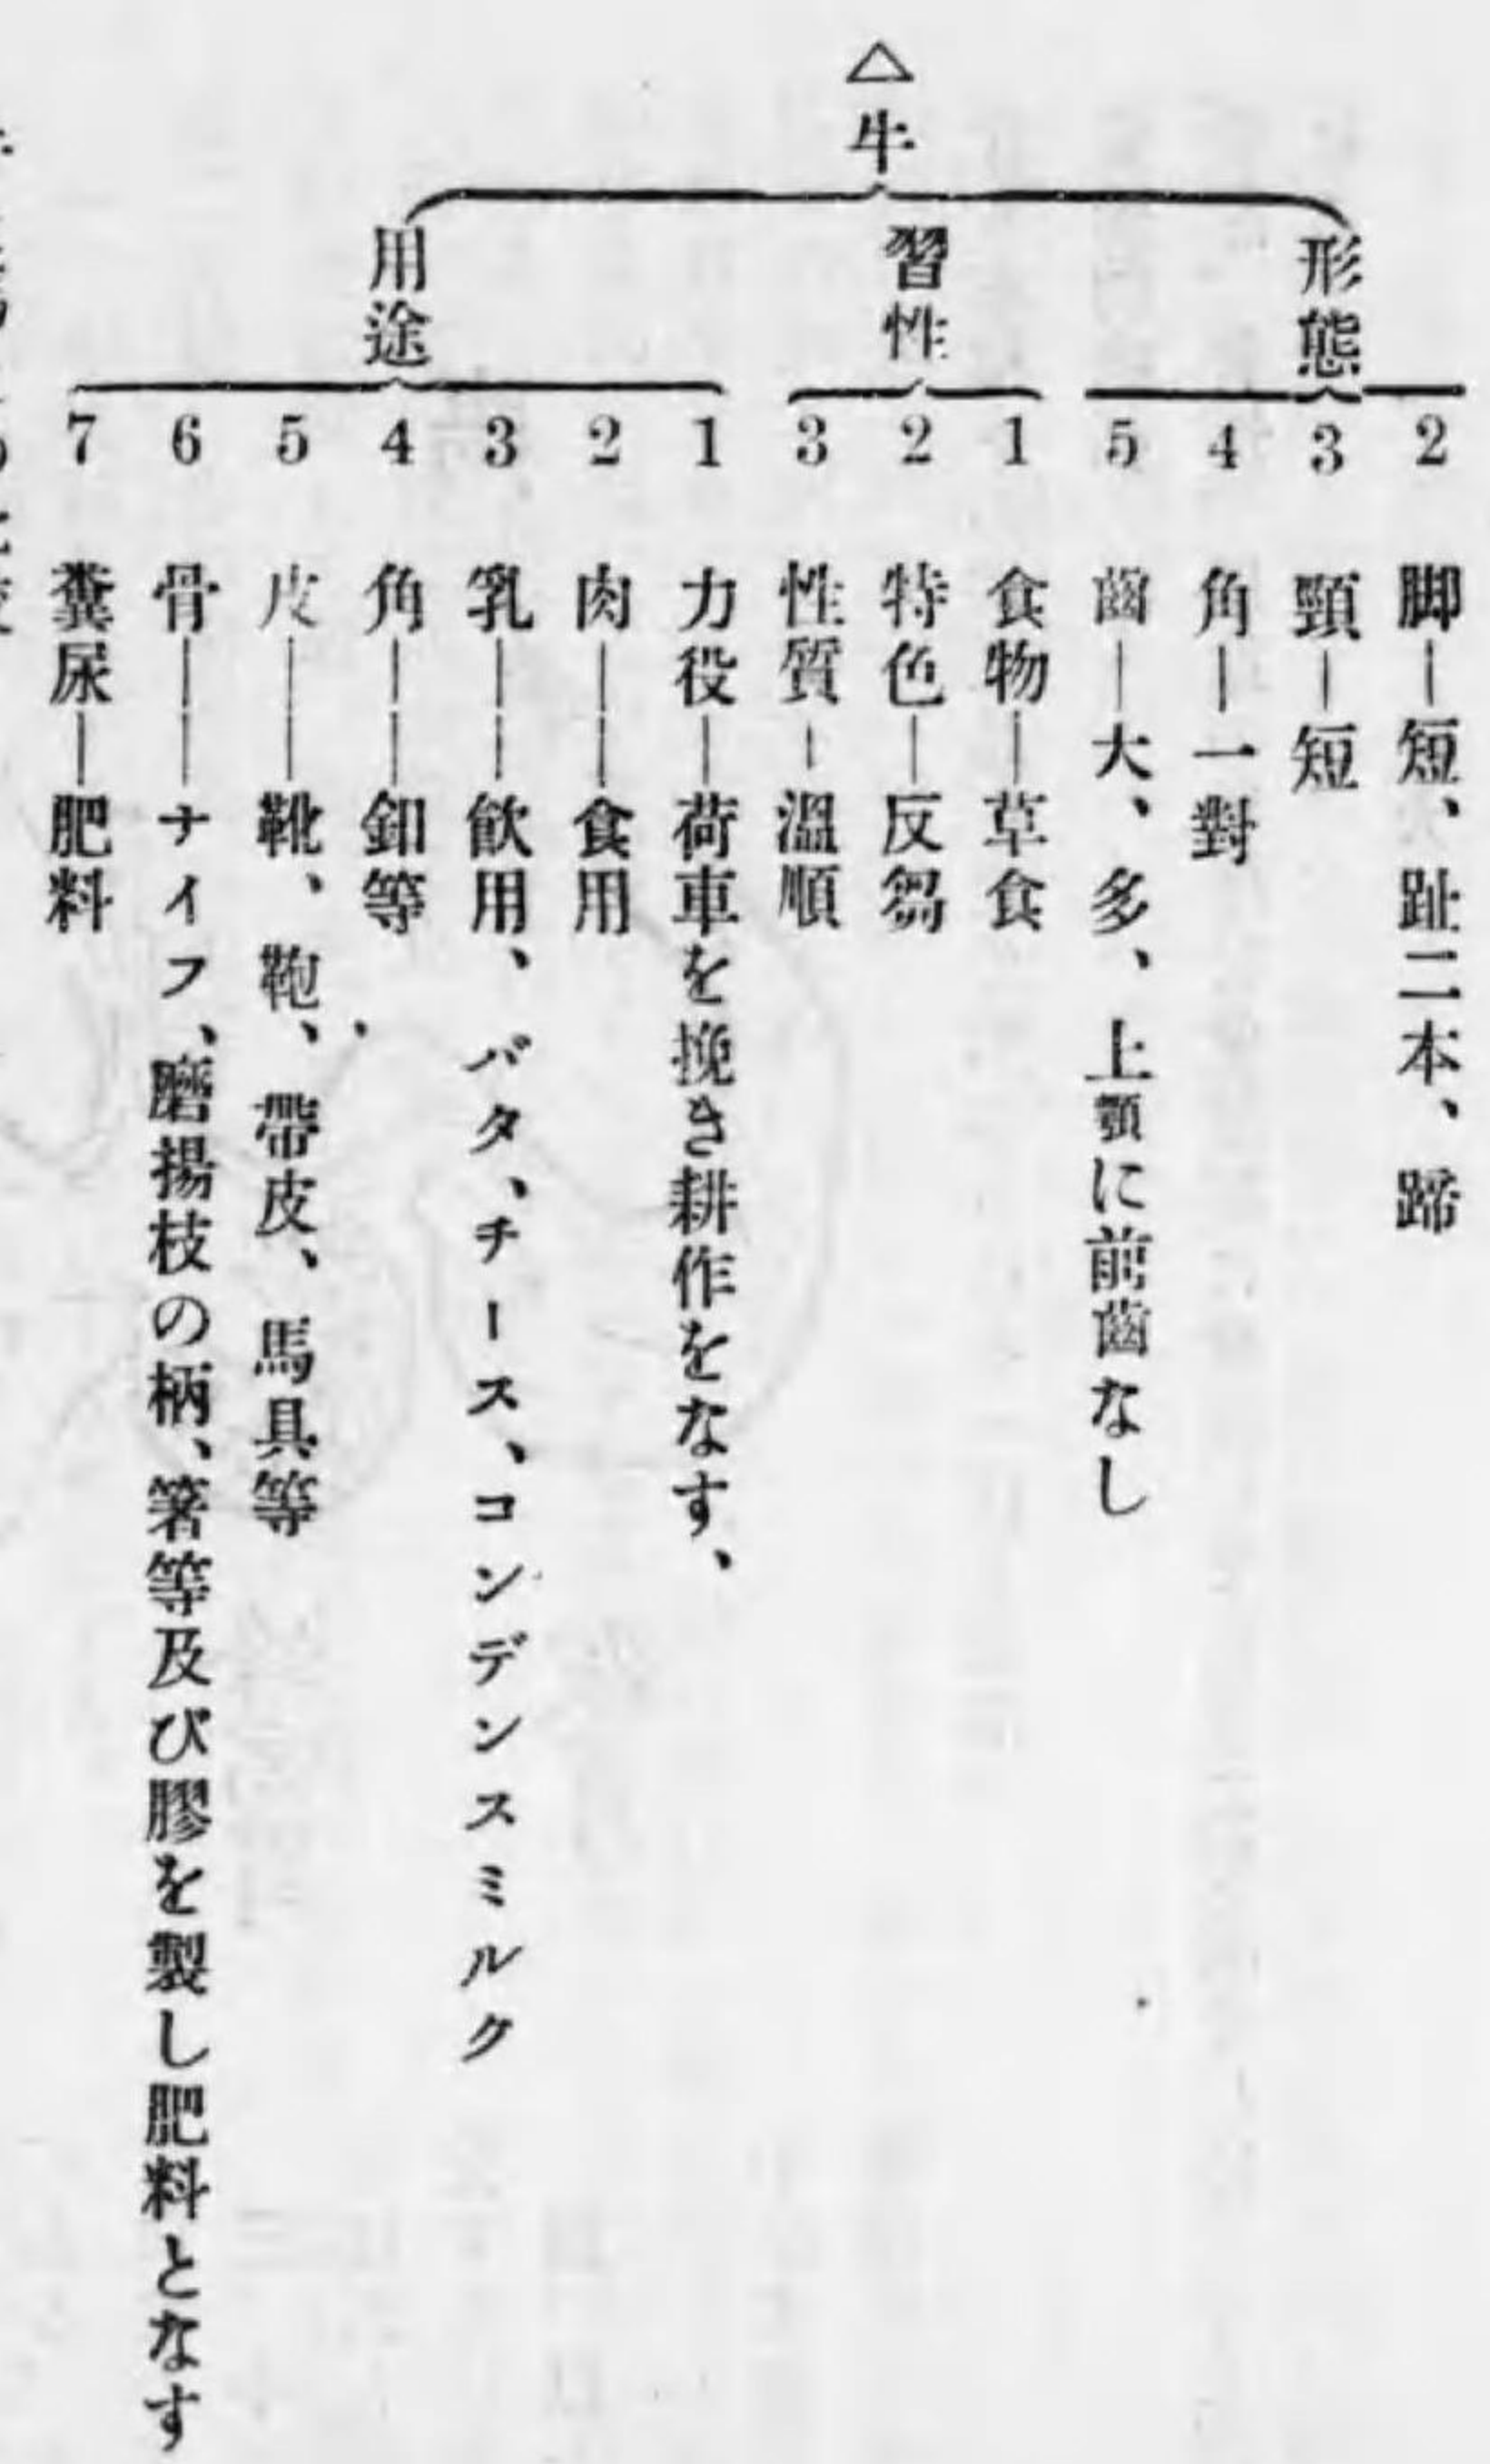 △牛
形態
2 脚―短、趾二本、蹄
3 頸―短
4 角―一對
5 齒―大、多、上顎に前齒なし
習性
1 食物―草食
2 特色―反芻
3 性質―溫順
用途
1 力役―荷車を挽き耕作をなす、
2 肉――食用
3 乳――飮用、バタ、チース、コンデンスミルク
4 角――釦等
5 皮――靴、鞄、帶皮、馬具等
6 骨――ナイフ、磨揚枝の柄、箸等及び膠を製し肥料となす
7 糞尿―肥料